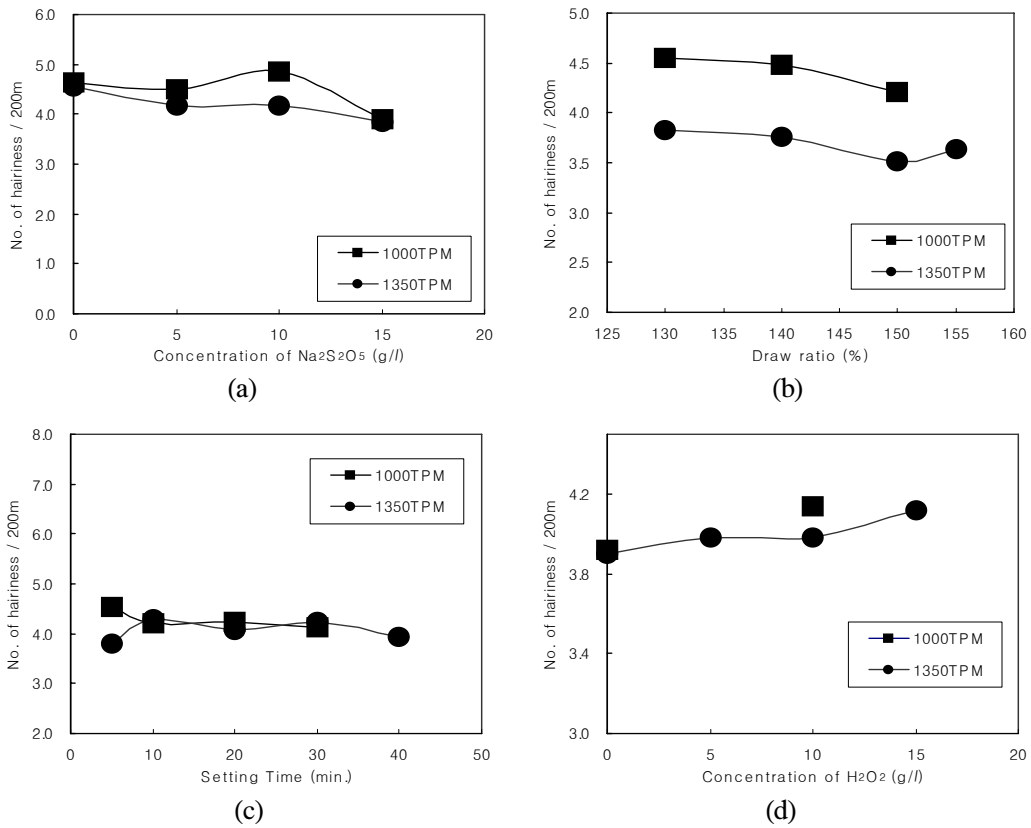 6.0
5.0
4.0
3.0
2.0
1.0
0.0
0 5 10 15 20
No. of hairiness / 200m
Concentration of Na2S2O5 (g/l)
1000TPM
1350TPM
(a)
5.0
4.5
4.0
3.5
3.0
2.5
2.0
125 130 135 140 145 150 155 160
No. of hairiness / 200m
Draw ratio (%)
1000TPM
1350TPM
(b)
8.0
7.0
6.0
5.0
4.0
3.0
2.0
0 10 20 30 40 50
No. of hairiness / 200m
Setting Time (min.)
1000TPM
1350TPM
(c)
4.2
3.8
3.4
3.0
0 5 10 15 20
No. of hairiness / 200m
Concentration of H2O2 (g/l)
1000TPM
1350TPM
(d)